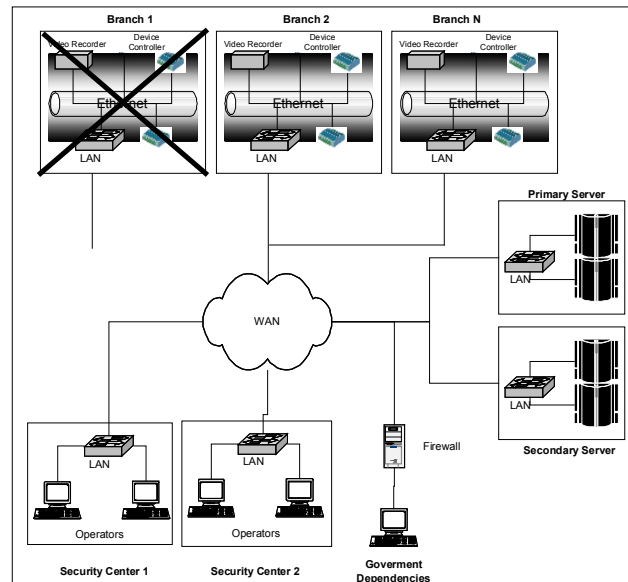 Branch 1
Branch 2
Branch N
Video Recorder
Device
Controller
Video Recorder
Device
Controller
Video Recorder
Device
Controller
Ethernet
Ethernet
Ethernet
LAN
LAN
LAN
Primary Server
LAN
WAN
LAN
Secondary Server
LAN
Operators
LAN
Operators
Firewall
Security Center 1
Security Center 2
Goverment
Dependencies